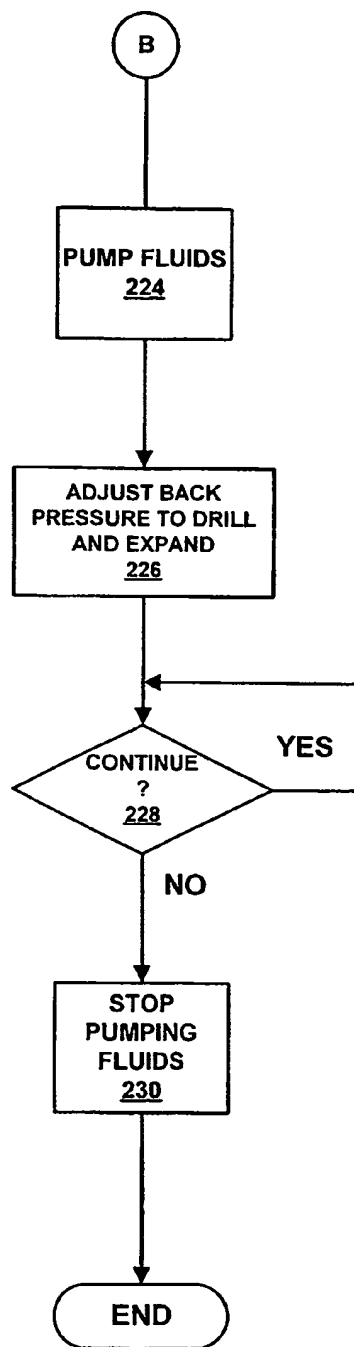 B
PUMP FLUIDS
224
ADJUST BACK
PRESSURE TO DRILL
AND EXPAND
226
CONTINUE
?
228
YES
NO
STOP
PUMPING
FLUIDS
230
END